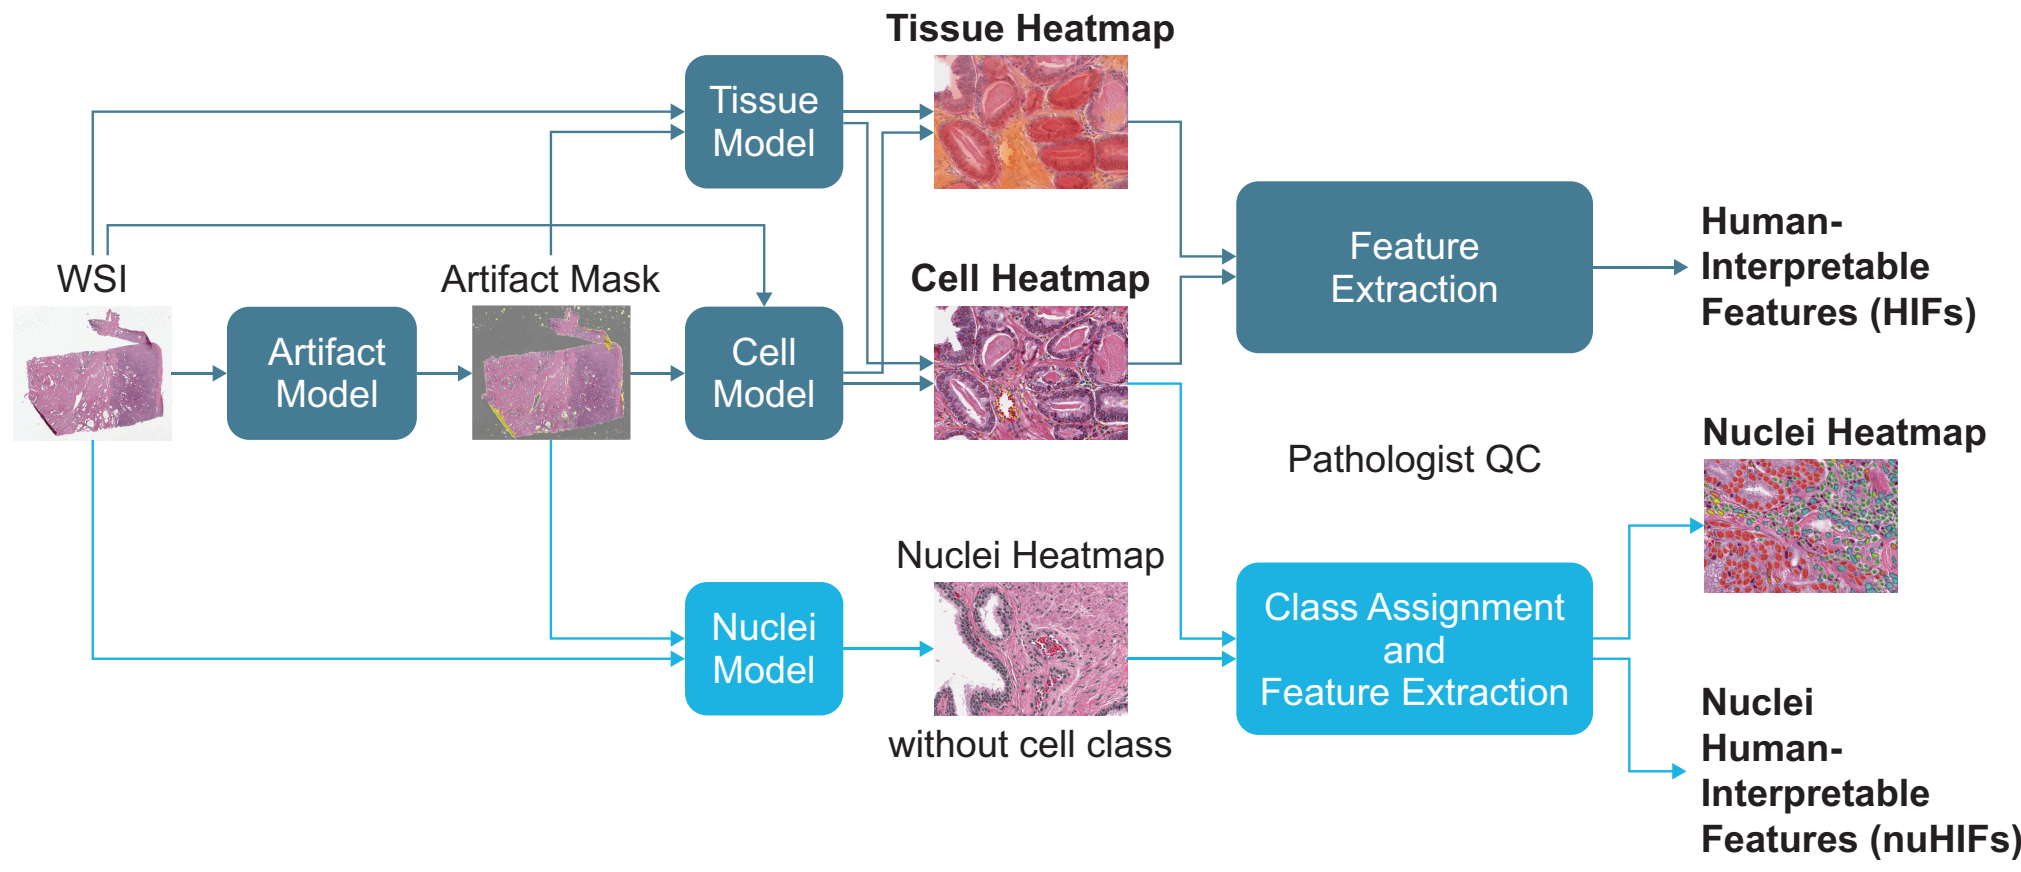 Tissue Heatmap
Tissue
Model
WSI
Artifact Mask
Cell Heatmap
Artifact
Model
Cell
Model
Feature
Extraction
Human-
Interpretable
Features (HIFs)
Pathologist QC
Nuclei Heatmap
Nuclei Heatmap
without cell class
Nuclei
Model
Class Assignment
and
Feature Extraction
Nuclei
Human-
Interpretable
Features (nuHIFs)